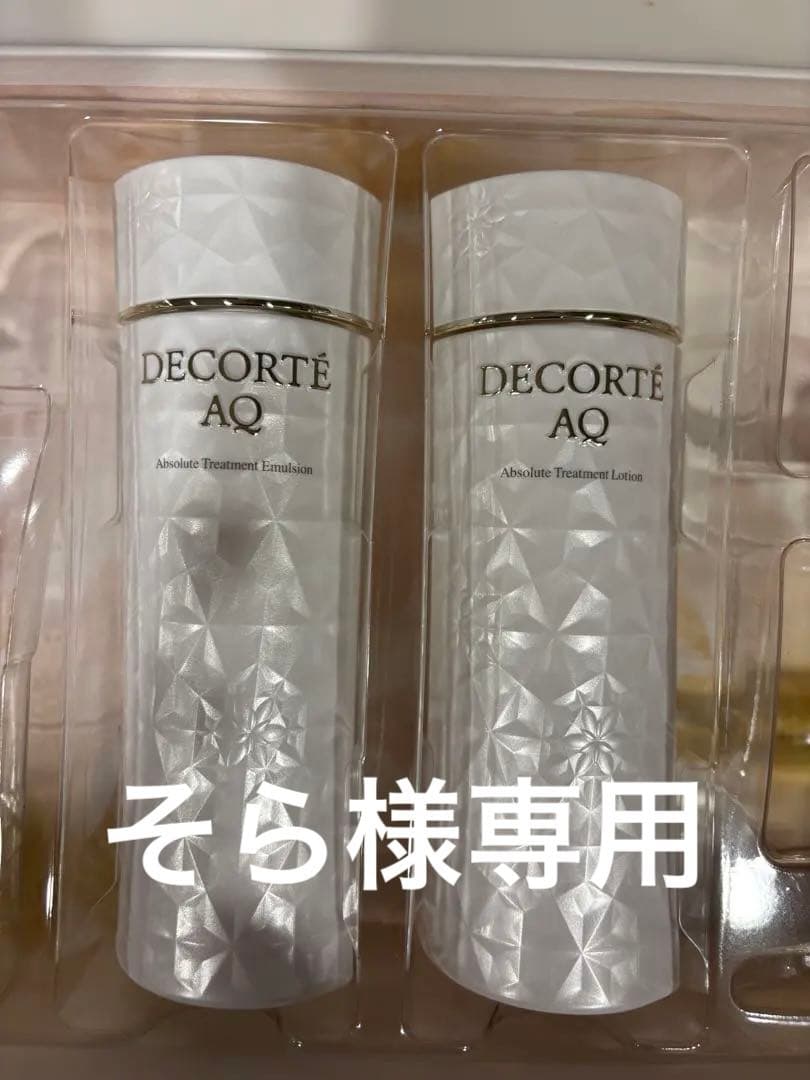 DECORTÉ
AQ
Absolute Treatment Emulsion
DECORTÉ
AQ
Absolute Treatment Lotion
そら様専用